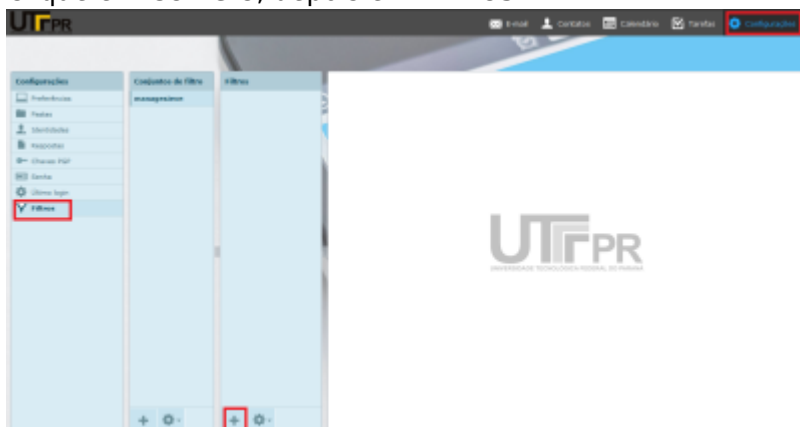 UTFPR
E-mail Contatos Calendário Tarefas Configurações
Configurações
Preferências
Pastas
Identidades
Respostas
Chaves PGP
Senha
Último login
Filtros
Conjuntos de filtro
managesieve
Filtros
UTFPR
UNIVERSIDADE TECNOLÓGICA FEDERAL DO PARANÁ